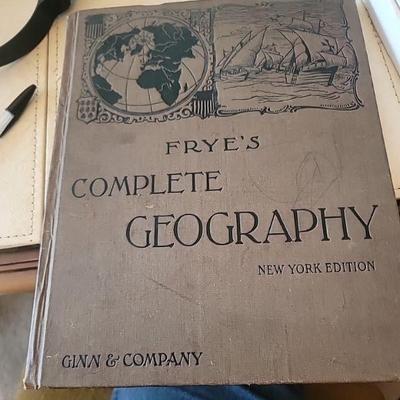 FRYE'S
COMPLETE
GEOGRAPHY
NEW YORK EDITION
GINN & COMPANY